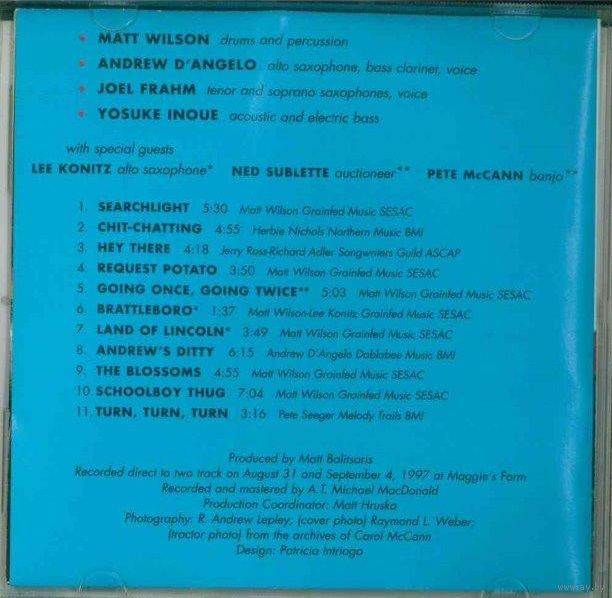 MATT WILSON drums and percussion
ANDREW D'ANGELO alto saxophone, bass clarinet, voice
JOEL FRAHM tenor and soprano saxophones, voice
YOSUKE INOUE acoustic and electric bass
with special guests
LEE KONITZ alto saxophone* NED SUBLETTE auctioneer** PETE McCANN banjo**
1. SEARCHLIGHT 5:30 Matt Wilson Grainfed Music SESAC
2. CHIT-CHATTING 4:55 Herbie Nichols Northern Music BMI
3. HEY THERE 4:18 Jerry Ross-Richard Adler Songwriters Guild ASCAP
4. REQUEST POTATO 3:50 Matt Wilson Grainfed Music SESAC
5. GOING ONCE, GOING TWICE** 5:03 Matt Wilson Grainfed Music SESAC
6. BRATTLEBORO* 1:37 Matt Wilson-Lee Konitz Grainfed Music SESAC
7. LAND OF LINCOLN* 3:49 Matt Wilson Grainfed Music SESAC
8. ANDREW'S DITTY 6:15 Andrew D'Angelo Dablabee Music BMI
9. THE BLOSSOMS 4:55 Matt Wilson Grainfed Music SESAC
10. SCHOOLBOY THUG 7:04 Matt Wilson Grainfed Music SESAC
11. TURN, TURN, TURN 3:16 Pete Seeger Melody Trails BMI
Produced by Matt Balitsaris
Recorded direct to two track on August 31 and September 4, 1997 at Maggie's Farm
Recorded and mastered by A.T. Michael MacDonald
Production Coordinator: Matt Hruska
Photography: R. Andrew Lepley; (cover photo) Raymond L. Weber;
(tractor photo) from the archives of Carol McCann
Design: Patricia Intriago
www.ay.by